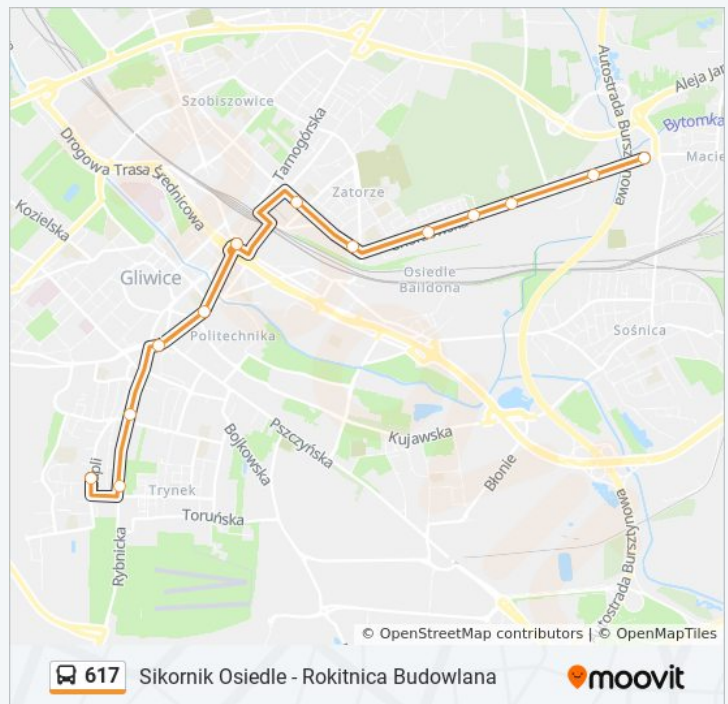 Szobiszowice
Autostrada Bursztynowa
Aleja Jan
Bytomka
Macie
Drogowa Trasa Średnicowa
Tarnogórska
Zatorze
Kozielska
Gliwice
Osiedle
Baildona
Sośnica
Politechnika
Kujawska
Pszczyńska
Bojkowska
Błonie
Trynek
Toruńska
Rybnicka
Autostrada Bursztynowa
© OpenStreetMap contributors | © OpenMapTiles
617 Sikornik Osiedle - Rokitnica Budowlana
moovit